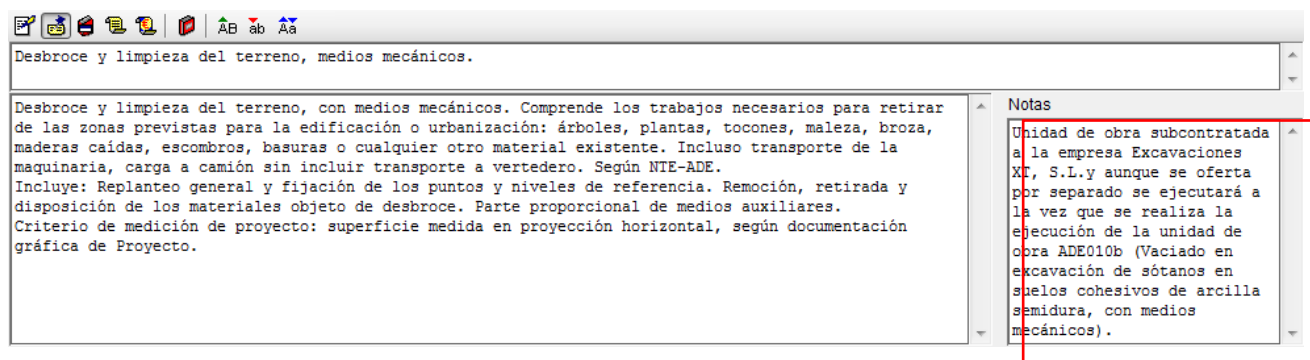 ÂB ãb Âã
Desbroce y limpieza del terreno, medios mecánicos.
Desbroce y limpieza del terreno, con medios mecánicos. Comprende los trabajos necesarios para retirar
de las zonas previstas para la edificación o urbanización: árboles, plantas, tocones, maleza, broza,
maderas caídas, escombros, basuras o cualquier otro material existente. Incluso transporte de la
maquinaria, carga a camión sin incluir transporte a vertedero. Según NTE-ADE.
Incluye: Replanteo general y fijación de los puntos y niveles de referencia. Remoción, retirada y
disposición de los materiales objeto de desbroce. Parte proporcional de medios auxiliares.
Criterio de medición de proyecto: superficie medida en proyección horizontal, según documentación
gráfica de Proyecto.
Notas
Unidad de obra subcontratada
a la empresa Excavaciones
XT, S.L.y aunque se oferta
por separado se ejecutará a
la vez que se realiza la
ejecución de la unidad de
obra ADE010b (Vaciado en
excavación de sótanos en
suelos cohesivos de arcilla
semidura, con medios
mecánicos).